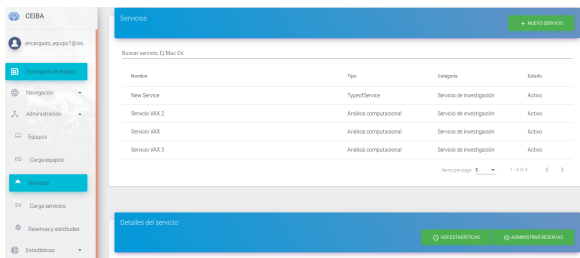 CEIBA
encargado_equipo1@cei..
Encargado de equipo
Navegación
Administración
Equipos
EQ Carga equipos
Servicios
SV Carga servicios
Reservas y solicitudes
Estadísticas
Servicios
+ NUEVO SERVICIO
Buscar servicio, Ej 'Mac Os'
Nombre Tipo Categoría Estado
New Service TypeofService Servicio de investigación Activo
Servicio VAX 2 Análisis computacional Servicio de investigación Activo
Servicio VAX Análisis computacional Servicio de investigación Activo
Servicio VAX 3 Análisis computacional Servicio de investigación Activo
Items per page: 5 1 - 4 of 4
Detalles del servicio
VER ESTADÍSTICAS ADMINISTRAR RESERVAS